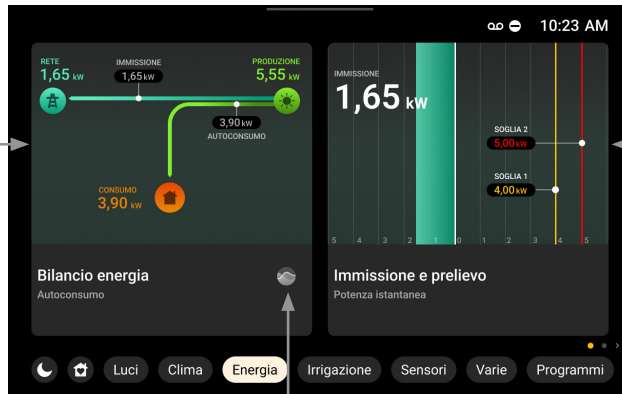 10:23 AM
RETE
1,65 kW
IMMISSIONE
1,65 kW
PRODUZIONE
5,55 kW
3,90 kW
AUTOCONSUMO
CONSUMO
3,90 kW
Bilancio energia
Autoconsumo
IMMISSIONE
1,65 kW
SOGLIA 2
5,00 kW
SOGLIA 1
4,00 kW
5 4 3 2 1 0 1 2 3 4 5
Immissione e prelievo
Potenza istantanea
Luci Clima Energia Irrigazione Sensori Varie Programmi